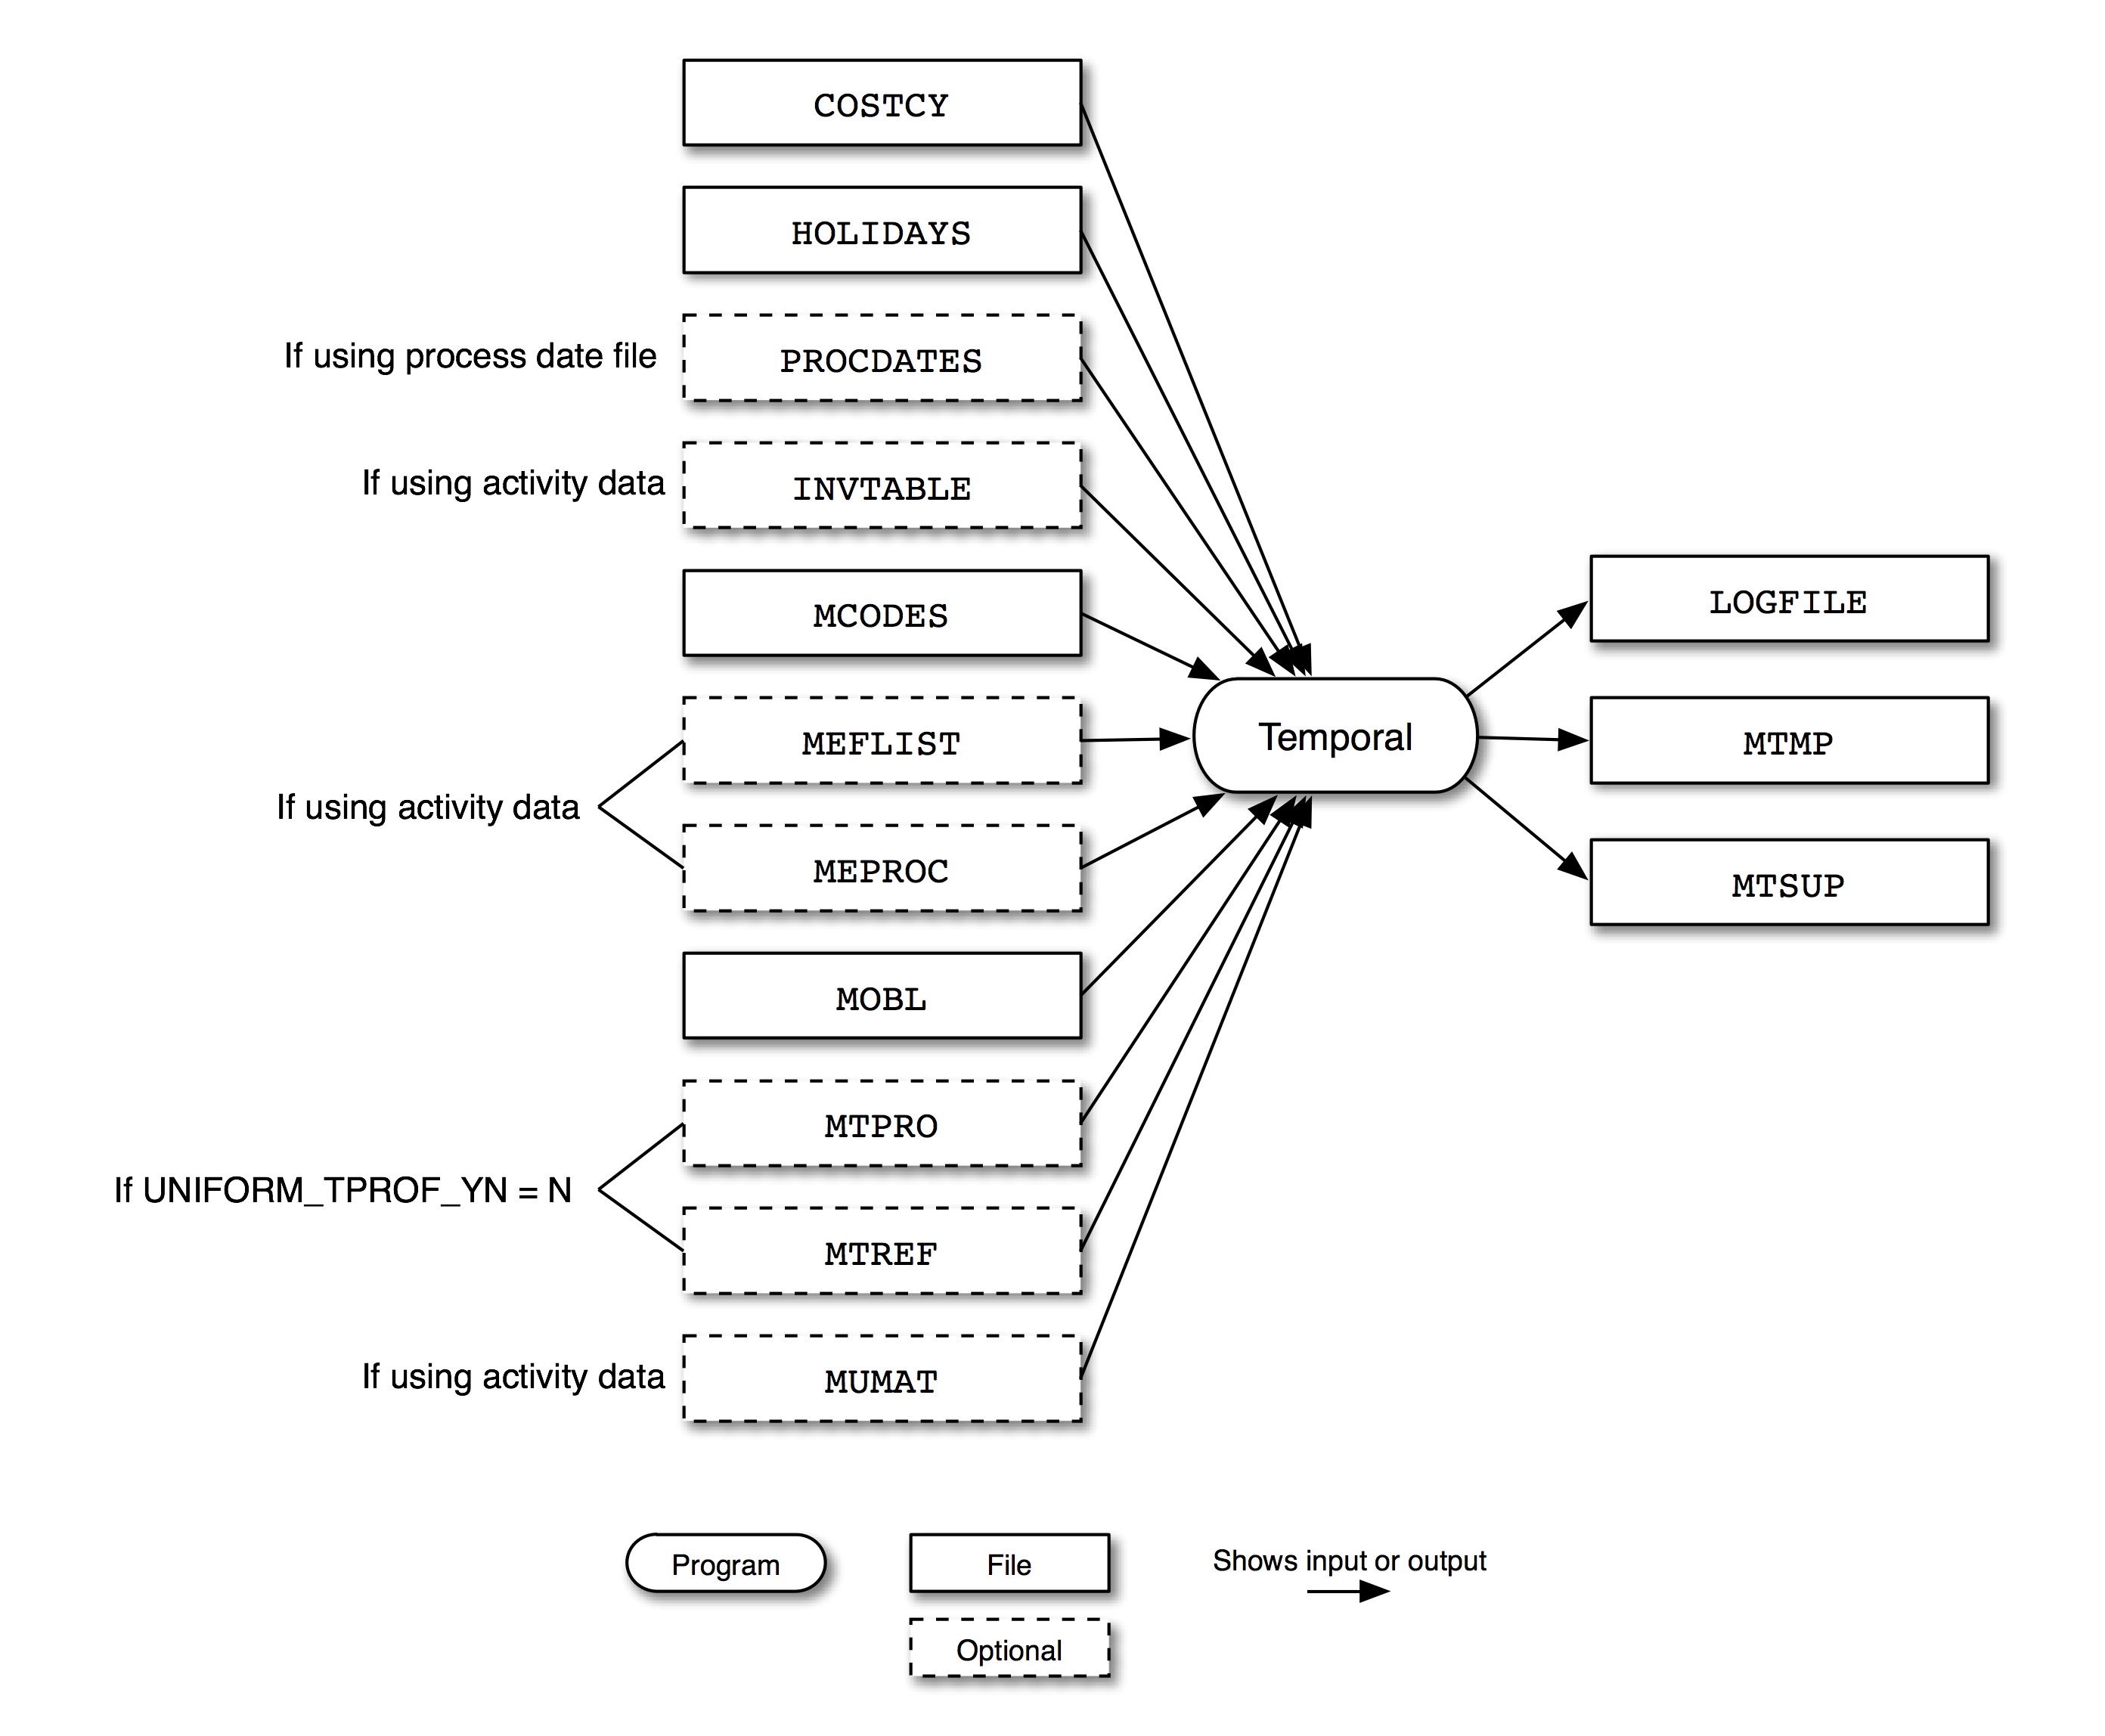 COSTCY
HOLIDAYS
If using process date file
PROCDATES
If using activity data
INVTABLE
MCODES
MEFLIST
If using activity data
MEPROC
MOBL
MTPRO
If UNIFORM_TPROF_YN = N
MTREF
If using activity data
MUMAT
Temporal
LOGFILE
MTMP
MTSUP
Program
File
Optional
Shows input or output